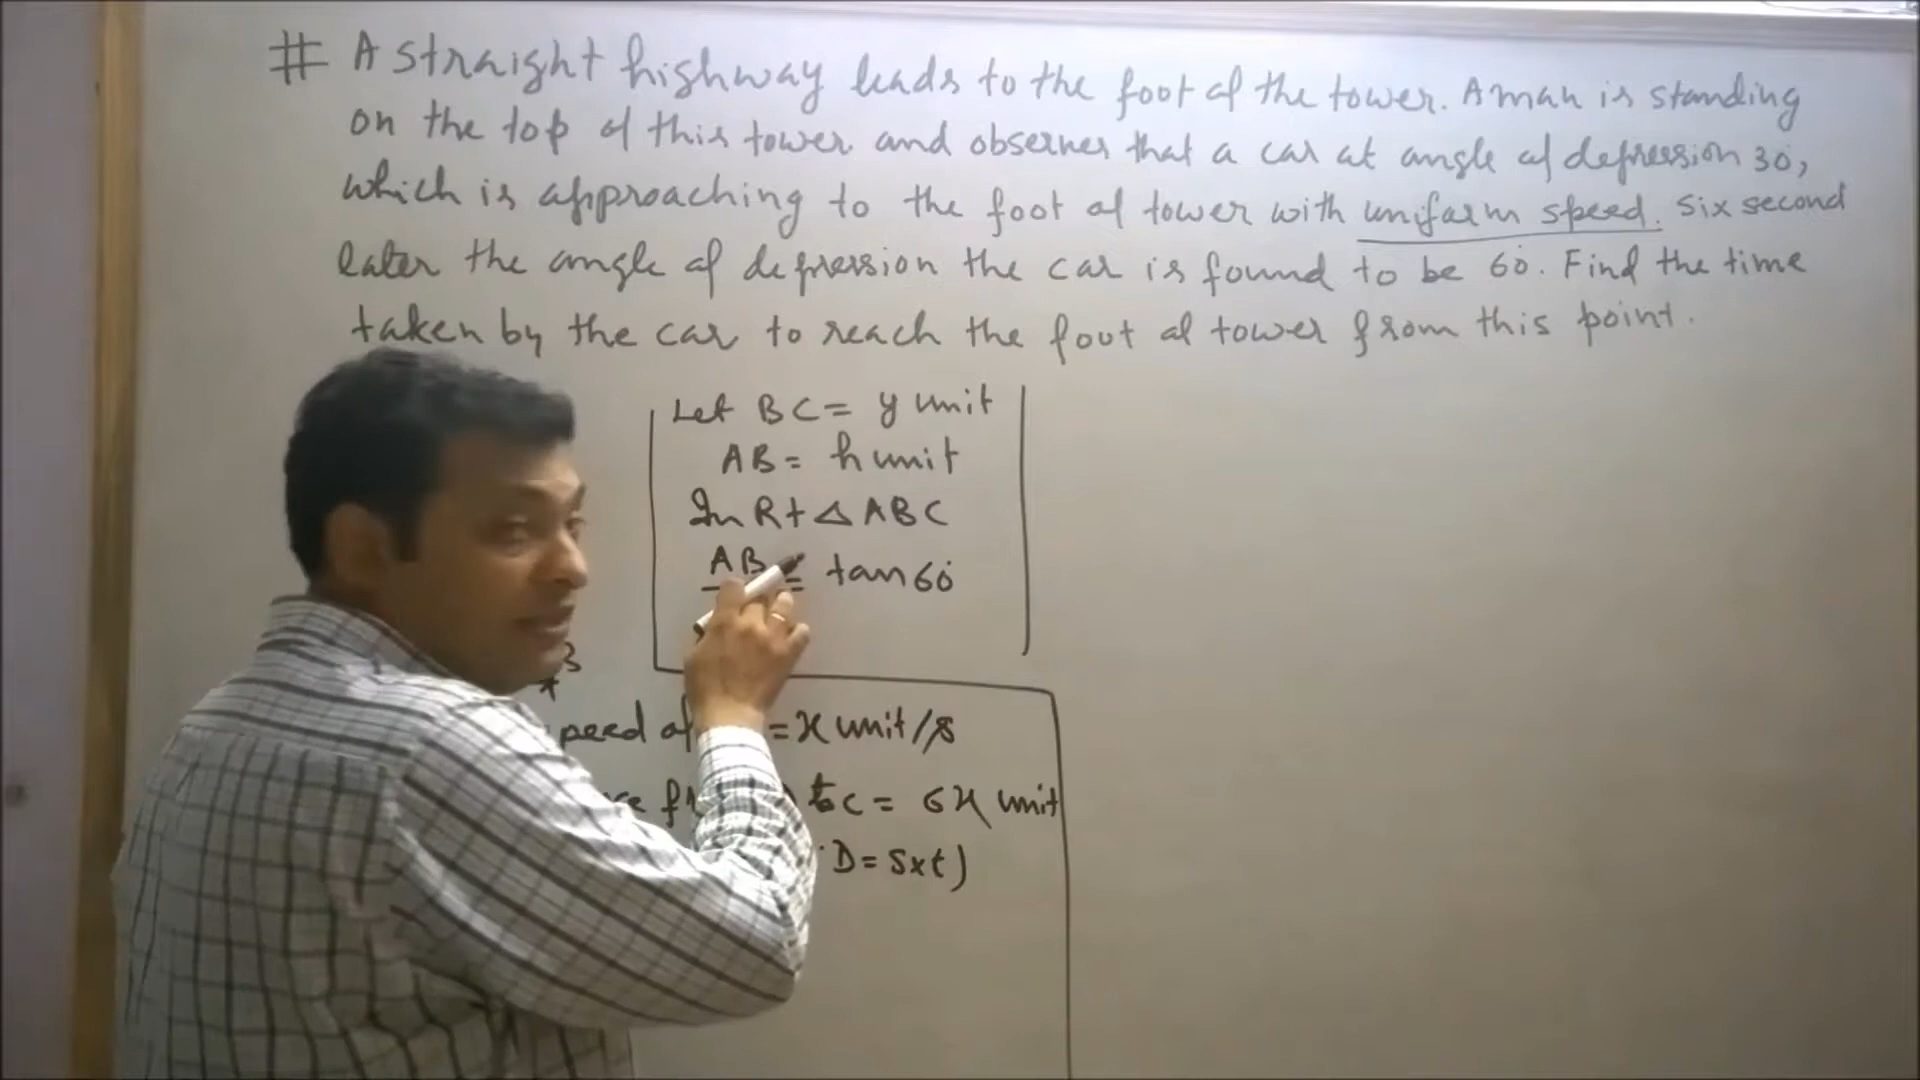 # A straight highway leads to the foot of the tower. A man is standing
on the top of this tower and observes that a car at angle of depression 30°,
which is approaching to the foot of tower with uniform speed. Six second
later the angle of depression the car is found to be 60°. Find the time
taken by the car to reach the foot of tower from this point.
Let BC = y unit
AB = h unit
In Rt △ ABC
AB = tan 60°
B
peed of = x unit/s
ce to C = 6x unit
D = S x t)